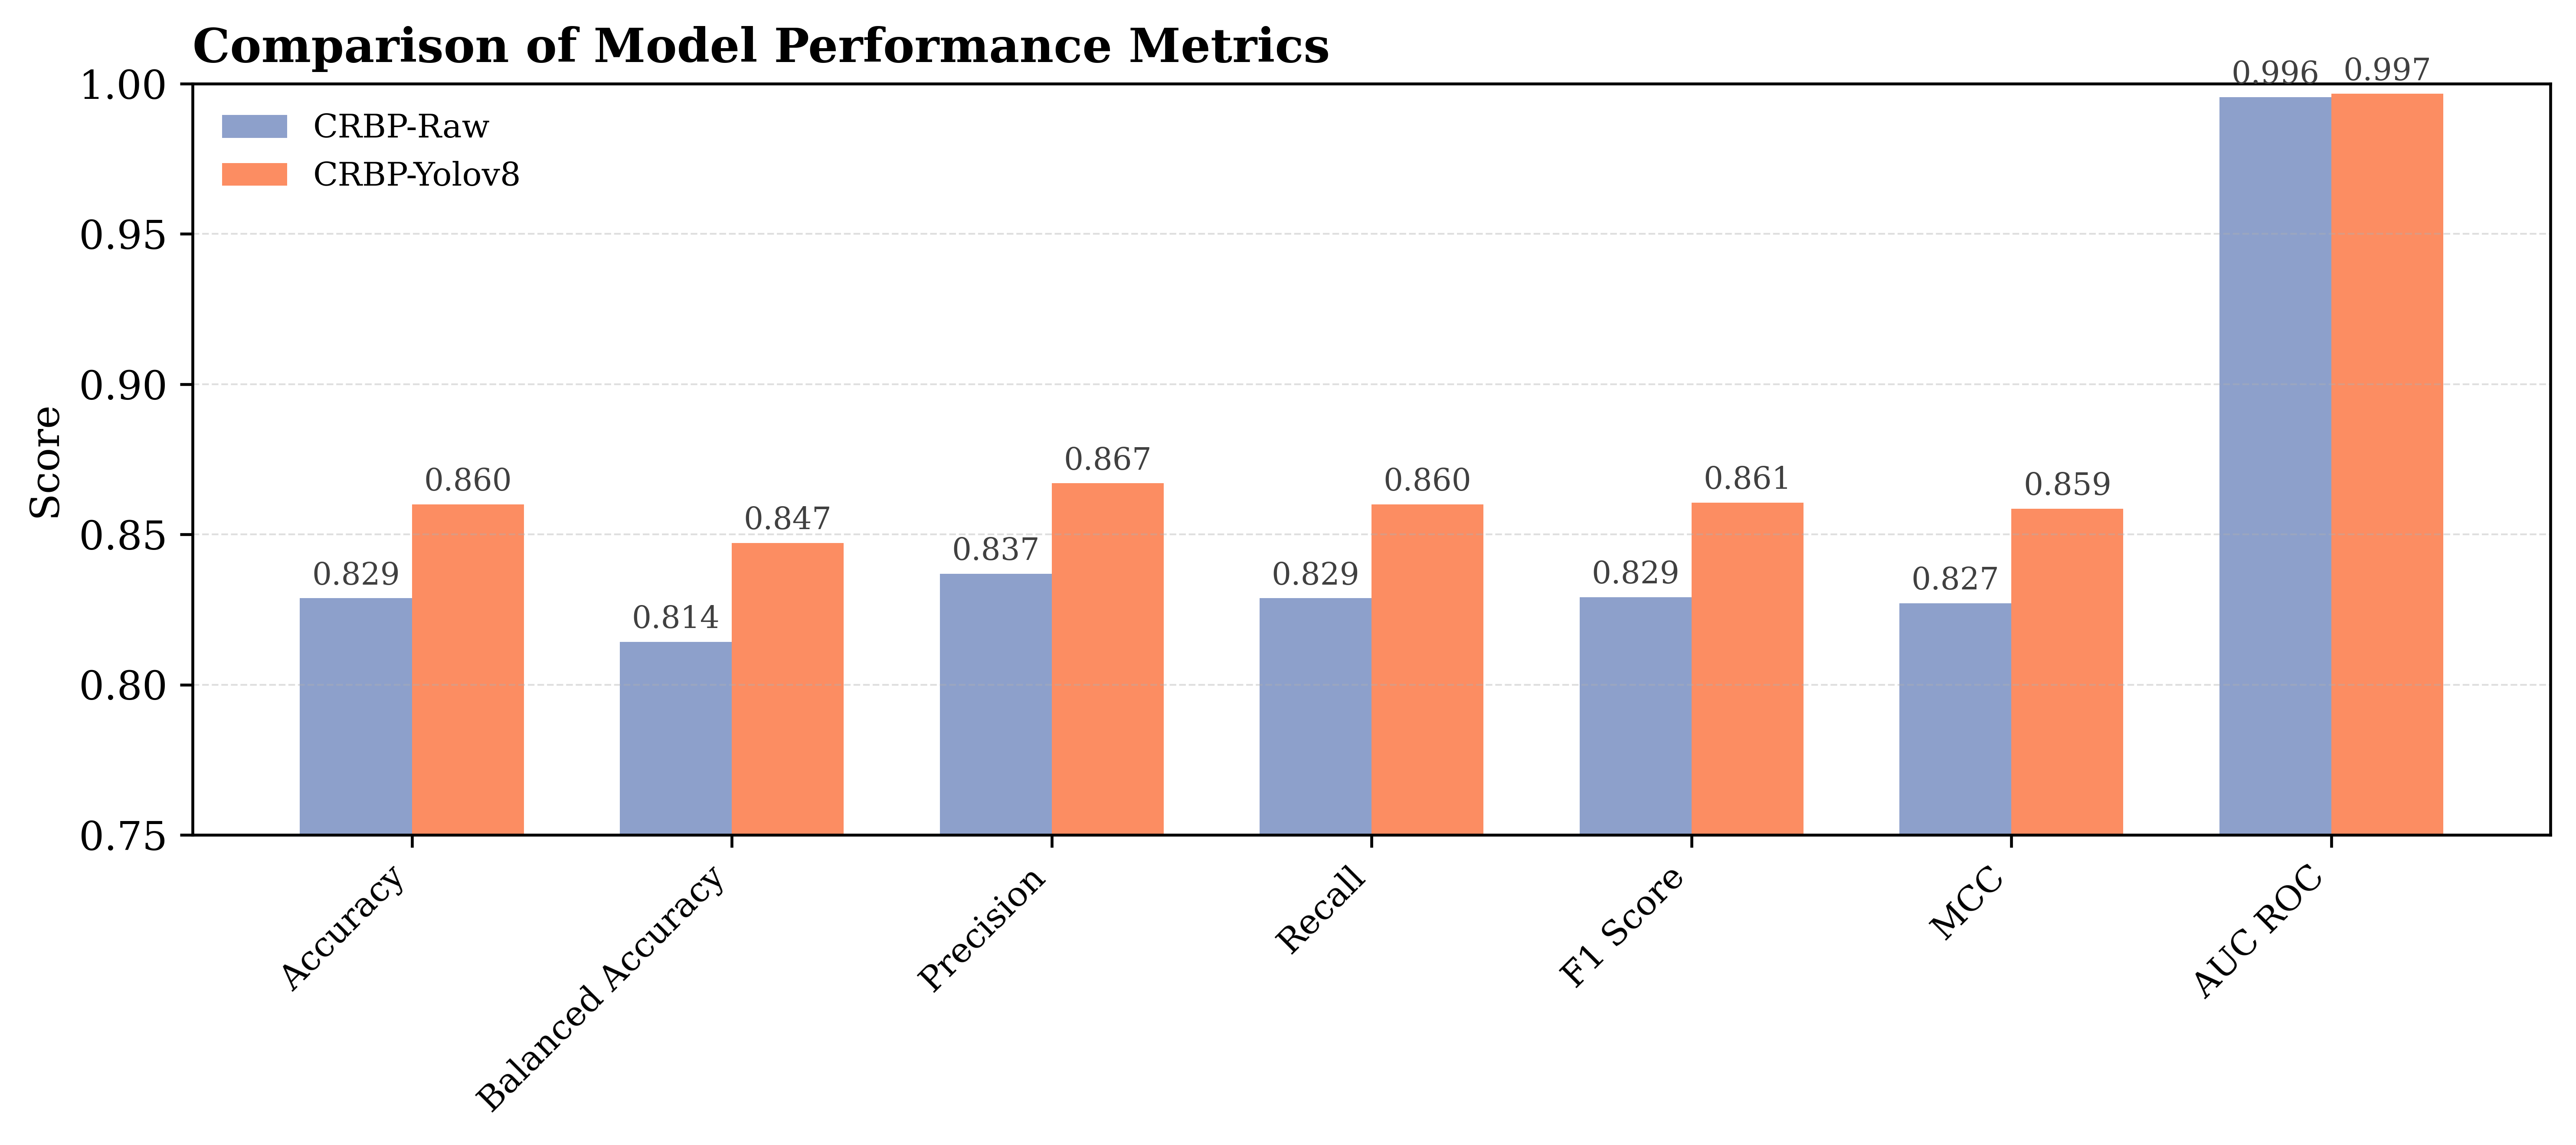 Comparison of Model Performance Metrics
CRBP-Raw
CRBP-Yolov8
Score
1.00
0.95
0.90
0.85
0.80
0.75
0.829
0.860
0.814
0.847
0.837
0.867
0.829
0.860
0.829
0.861
0.827
0.859
0.996
0.997
Accuracy
Balanced Accuracy
Precision
Recall
F1 Score
MCC
AUC ROC